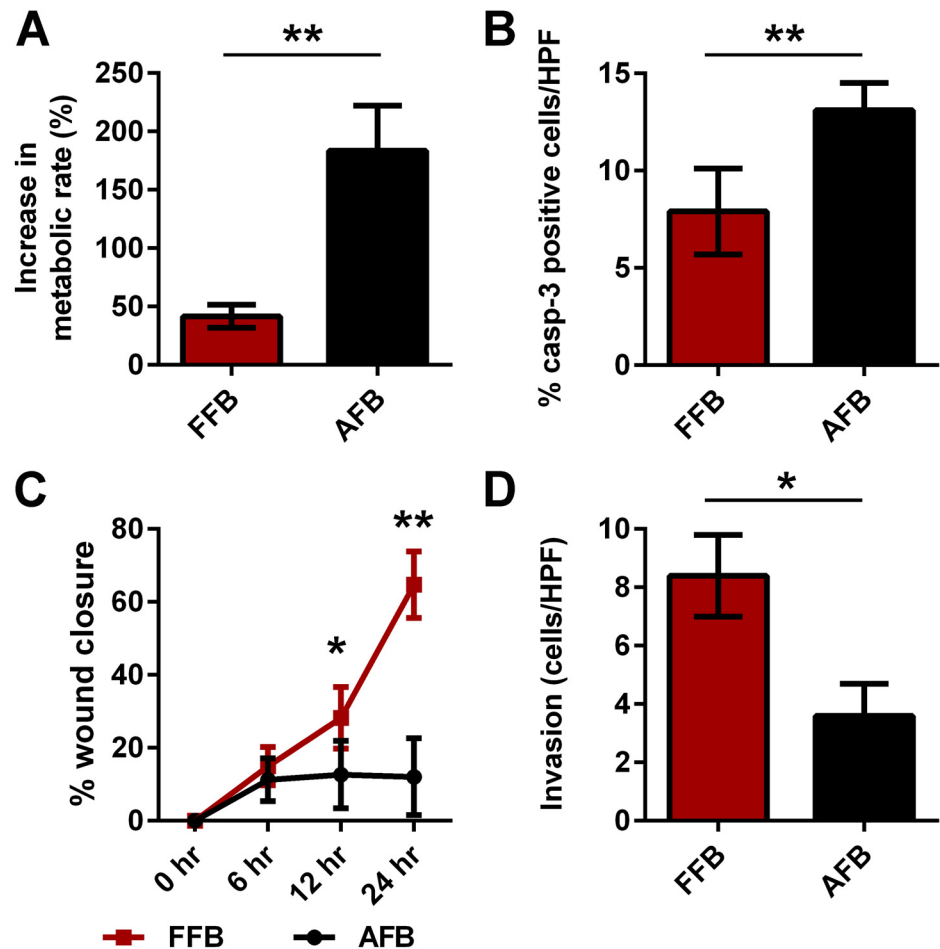 A
**
250
200
150
100
50
0
Increase in
metabolic rate (%)
FFB
AFB
B
**
15
10
5
0
% casp-3 positive cells/HPF
FFB
AFB
C
80
60
40
20
0
% wound closure
*
**
0 hr
6 hr
12 hr
24 hr
FFB
AFB
D
*
10
8
6
4
2
0
Invasion (cells/HPF)
FFB
AFB